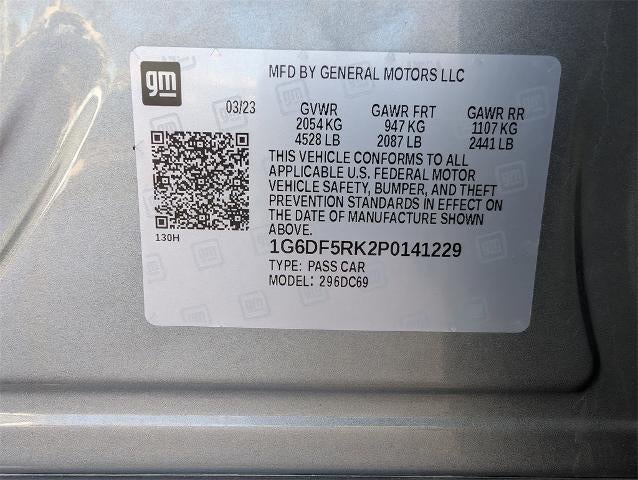 gm
MFD BY GENERAL MOTORS LLC
03/23 GVWR GAWR FRT GAWR RR
2054 KG 947 KG 1107 KG
4528 LB 2087 LB 2441 LB
THIS VEHICLE CONFORMS TO ALL
APPLICABLE U.S. FEDERAL MOTOR
VEHICLE SAFETY, BUMPER, AND THEFT
PREVENTION STANDARDS IN EFFECT ON
THE DATE OF MANUFACTURE SHOWN
ABOVE.
130H
1G6DF5RK2P0141229
TYPE: PASS CAR
MODEL: 296DC69